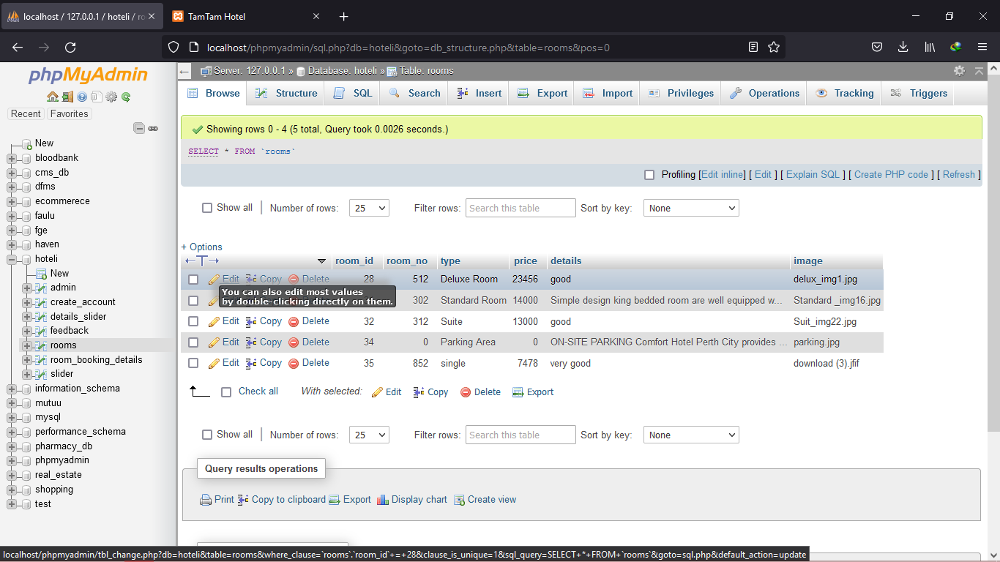 localhost / 127.0.0.1 / hoteli / ro
TamTam Hotel
localhost/phpmyadmin/sql.php?db=hoteli&goto=db_structure.php&table=rooms&pos=0
phpMyAdmin
Recent Favorites
New
bloodbank
cms_db
dfms
ecommerece
faulu
fge
haven
hoteli
New
admin
create_account
details_slider
feedback
rooms
room_booking_details
slider
information_schema
mutuu
mysql
performance_schema
pharmacy_db
phpmyadmin
real_estate
shopping
test
Server: 127.0.0.1 » Database: hoteli » Table: rooms
Browse Structure SQL Search Insert Export Import Privileges Operations Tracking Triggers
Showing rows 0 - 4 (5 total, Query took 0.0026 seconds.)
SELECT * FROM `rooms`
Profiling [Edit inline] [ Edit ] [ Explain SQL ] [ Create PHP code ] [ Refresh ]
Show all Number of rows: 25 Filter rows: Search this table Sort by key: None
+ Options
room_id room_no type price details image
Edit Copy Delete 28 512 Deluxe Room 23456 good delux_img1.jpg
You can also edit most values
by double-clicking directly on them.
302 Standard Room 14000 Simple design king bedded room are well equipped w... Standard _img16.jpg
Edit Copy Delete 32 312 Suite 13000 good Suit_img22.jpg
Edit Copy Delete 34 0 Parking Area 0 ON-SITE PARKING Comfort Hotel Perth City provides ... parking.jpg
Edit Copy Delete 35 852 single 7478 very good download (3).jfif
Check all With selected: Edit Copy Delete Export
Show all Number of rows: 25 Filter rows: Search this table Sort by key: None
Query results operations
Print Copy to clipboard Export Display chart Create view
localhost/phpmyadmin/tbl_change.php?db=hoteli&table=rooms&where_clause=`rooms`.`room_id`+=+28&clause_is_unique=1&sql_query=SELECT+*+FROM+`rooms`&goto=sql.php&default_action=update